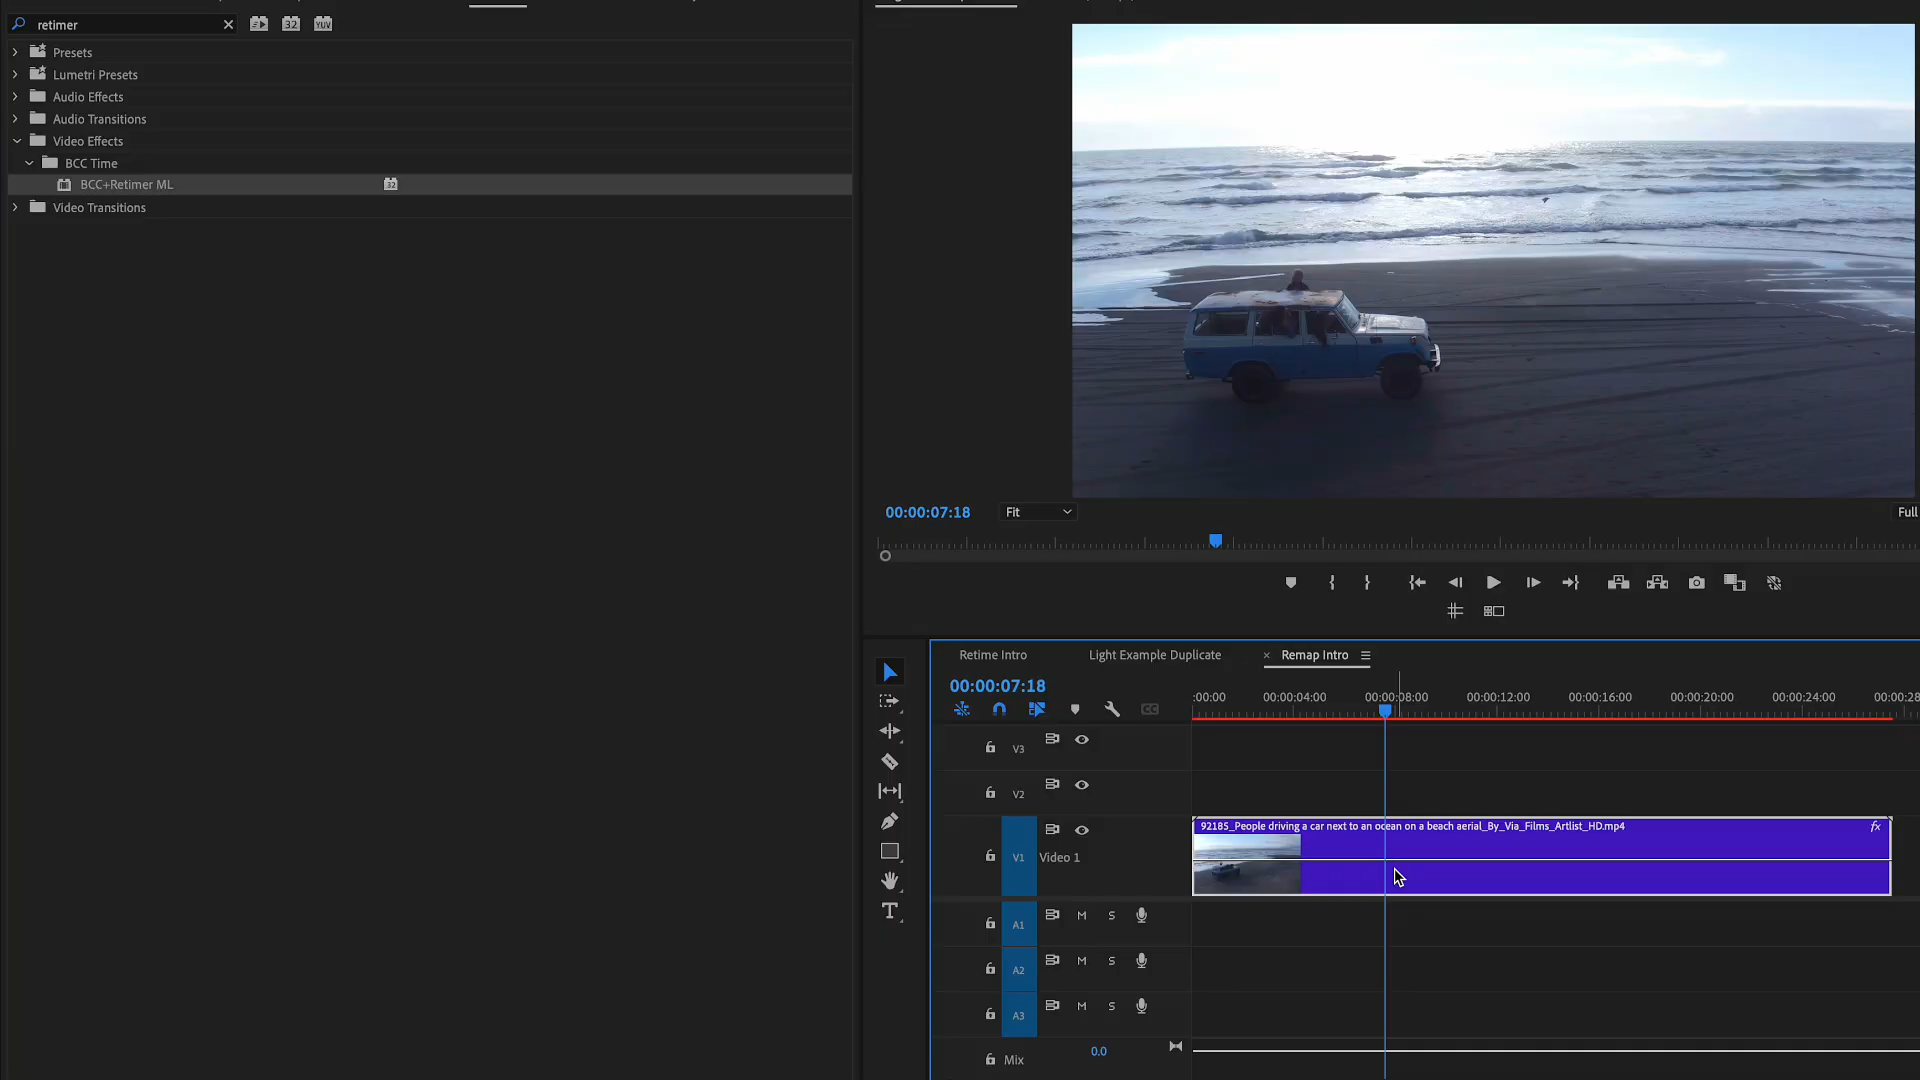 retimer
32
YUV
Presets
Lumetri Presets
Audio Effects
Audio Transitions
Video Effects
BCC Time
BCC+Retimer ML
32
Video Transitions
00:00:07:18
Fit
Full
Retime Intro
Light Example Duplicate
× Remap Intro
00:00:07:18
:00:00
00:00:04:00
00:00:08:00
00:00:12:00
00:00:16:00
00:00:20:00
00:00:24:00
00:00:28
V3
V2
92185_People driving a car next to an ocean on a beach aerial_By_Via_Films_Artlist_HD.mp4
fx
V1
Video 1
A1
M
S
A2
M
S
A3
M
S
Mix
0.0